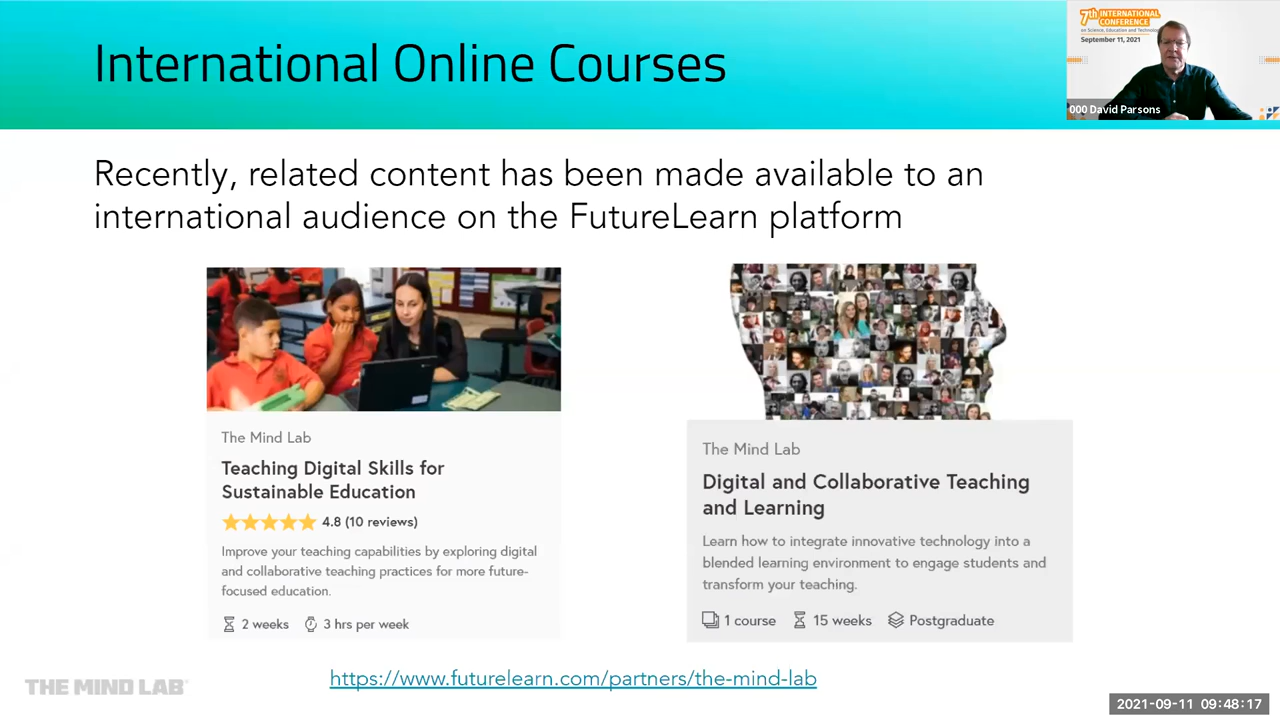 International Online Courses
7th INTERNATIONAL
CONFERENCE
on Science, Education and
September 11, 2021
000 David Parsons
Recently, related content has been made available to an
international audience on the FutureLearn platform
The Mind Lab
Teaching Digital Skills for
Sustainable Education
4.8 (10 reviews)
Improve your teaching capabilities by exploring digital
and collaborative teaching practices for more future-
focused education.
2 weeks 3 hrs per week
The Mind Lab
Digital and Collaborative Teaching
and Learning
Learn how to integrate innovative technology into a
blended learning environment to engage students and
transform your teaching.
1 course 15 weeks Postgraduate
https://www.futurelearn.com/partners/the-mind-lab
THE MIND LAB
2021-09-11 09:48:17